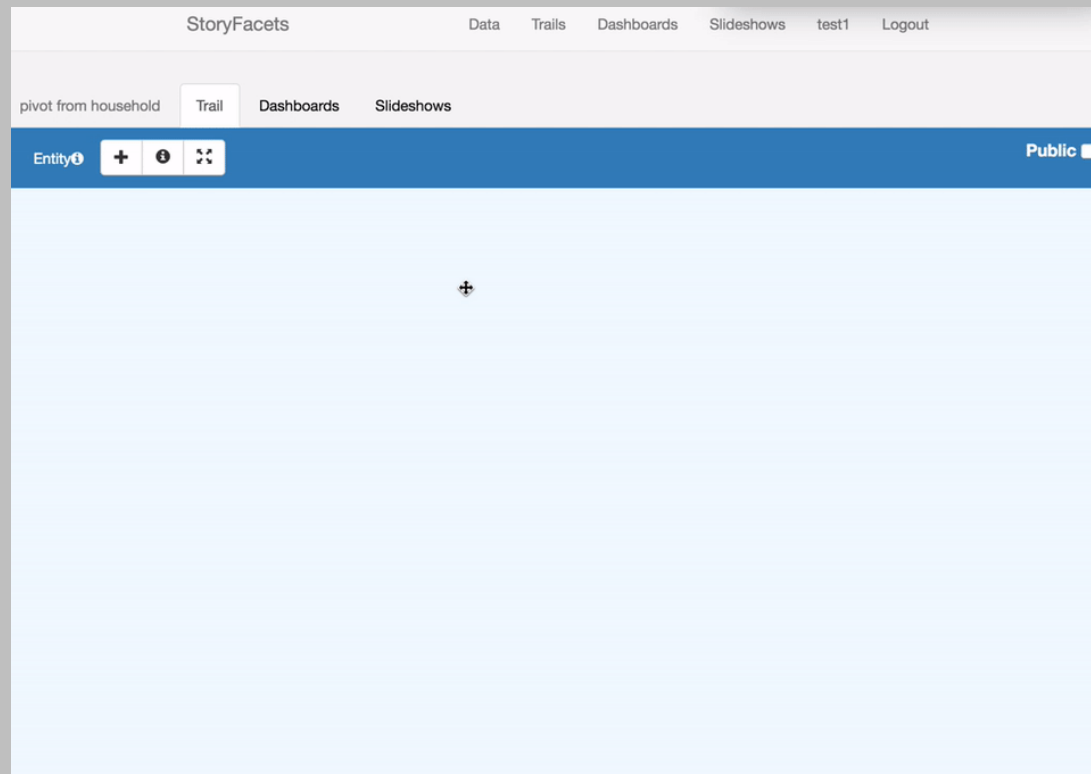 StoryFacets Data Trails Dashboards Slideshows test1 Logout
pivot from household Trail Dashboards Slideshows
Entity Public